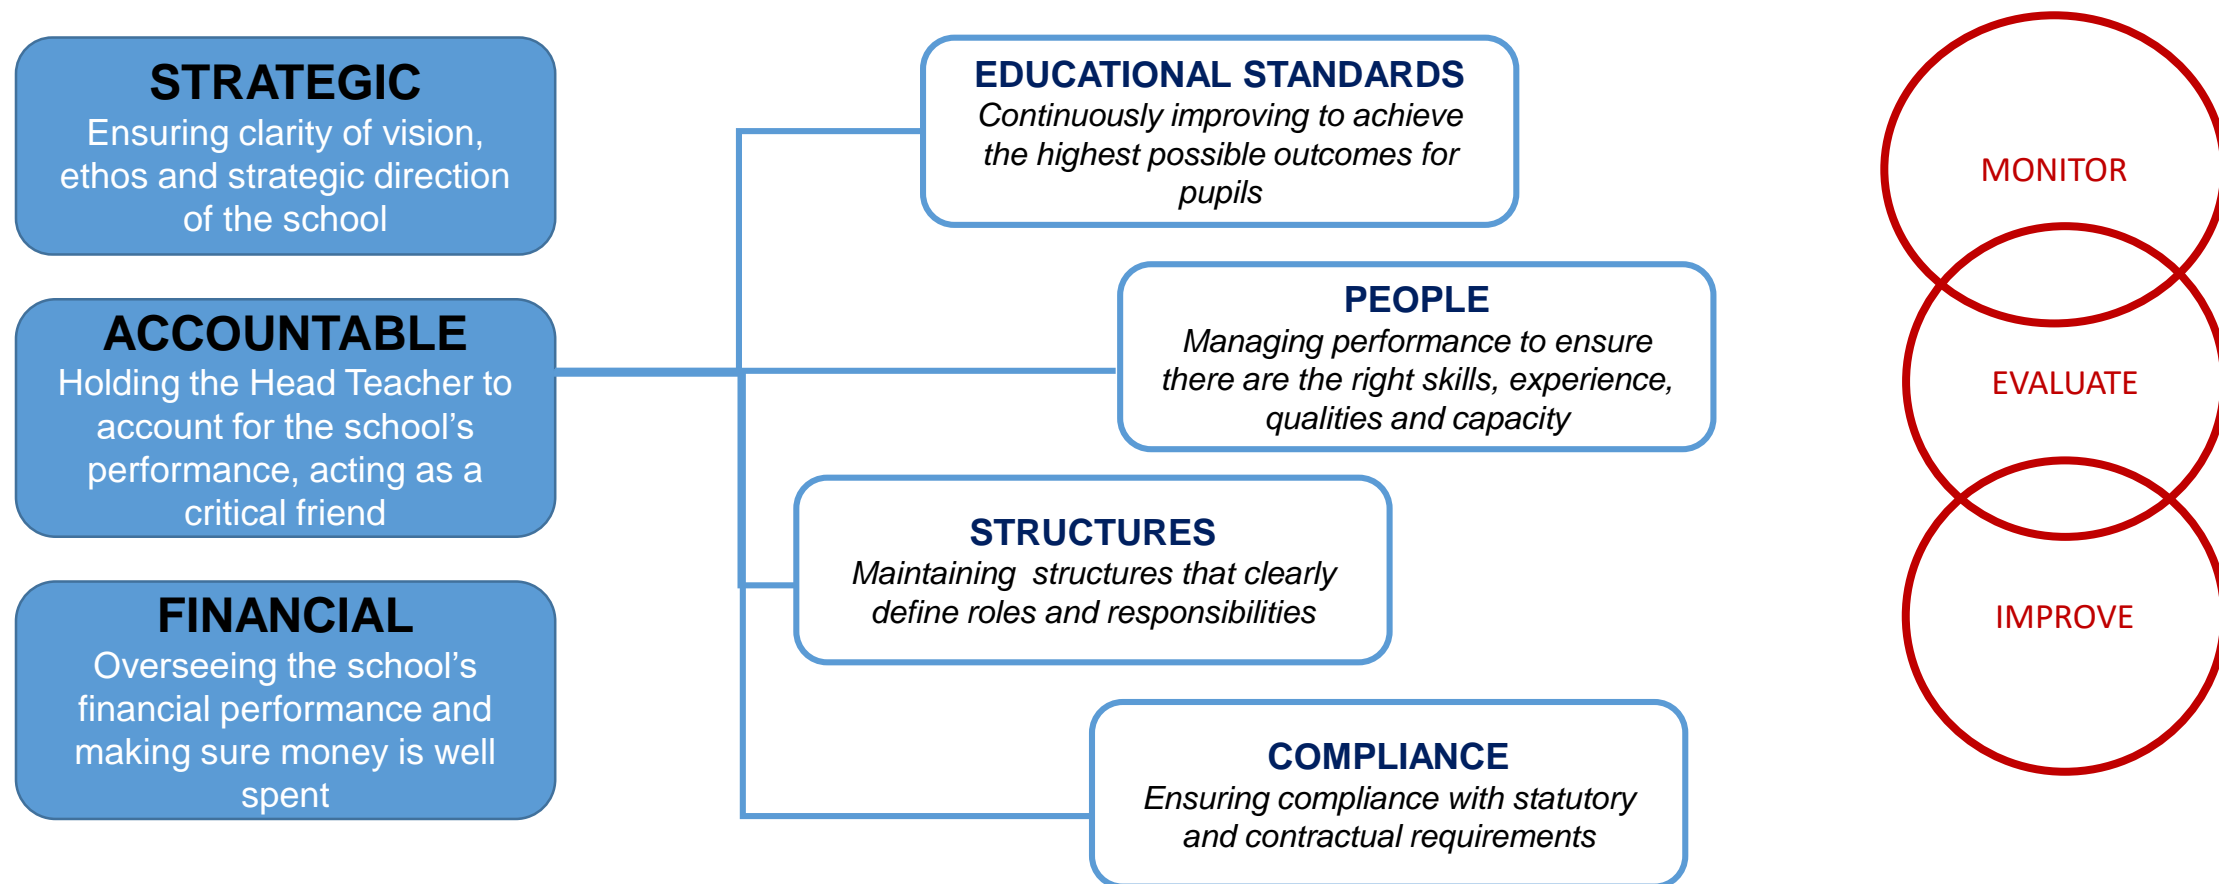 STRATEGIC
Ensuring clarity of vision,
ethos and strategic direction
of the school
ACCOUNTABLE
Holding the Head Teacher to
account for the school’s
performance, acting as a
critical friend
FINANCIAL
Overseeing the school’s
financial performance and
making sure money is well
spent
EDUCATIONAL STANDARDS
Continuously improving to achieve
the highest possible outcomes for
pupils
PEOPLE
Managing performance to ensure
there are the right skills, experience,
qualities and capacity
STRUCTURES
Maintaining structures that clearly
define roles and responsibilities
COMPLIANCE
Ensuring compliance with statutory
and contractual requirements
MONITOR
EVALUATE
IMPROVE